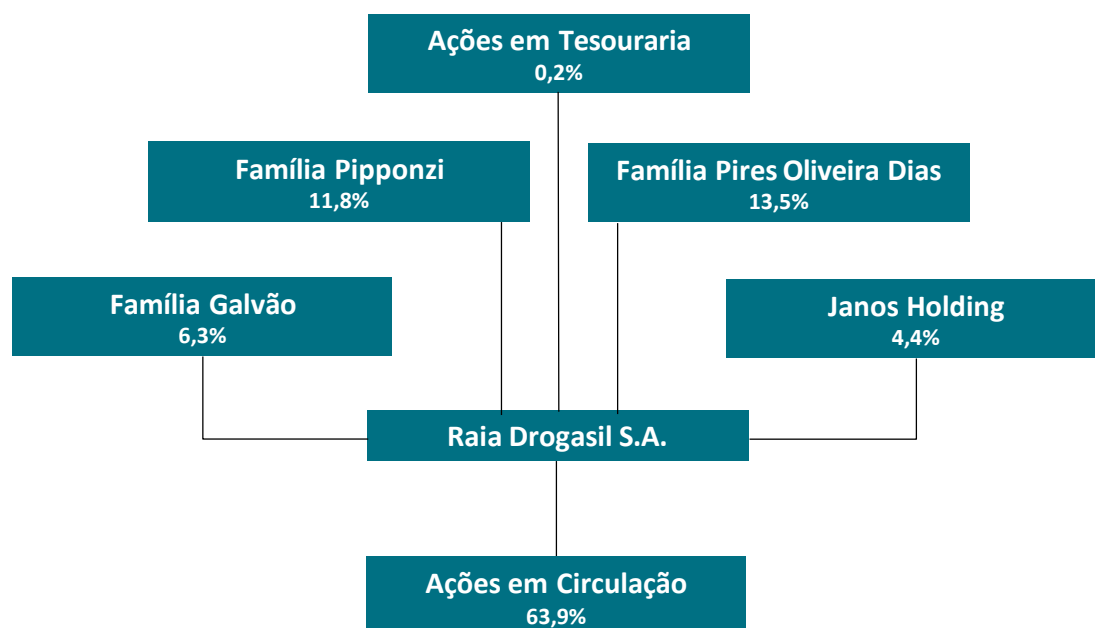 Ações em Tesouraria
0,2%
Família Pipponzi
11,8%
Família Pires Oliveira Dias
13,5%
Família Galvão
6,3%
Janos Holding
4,4%
Raia Drogasil S.A.
Ações em Circulação
63,9%